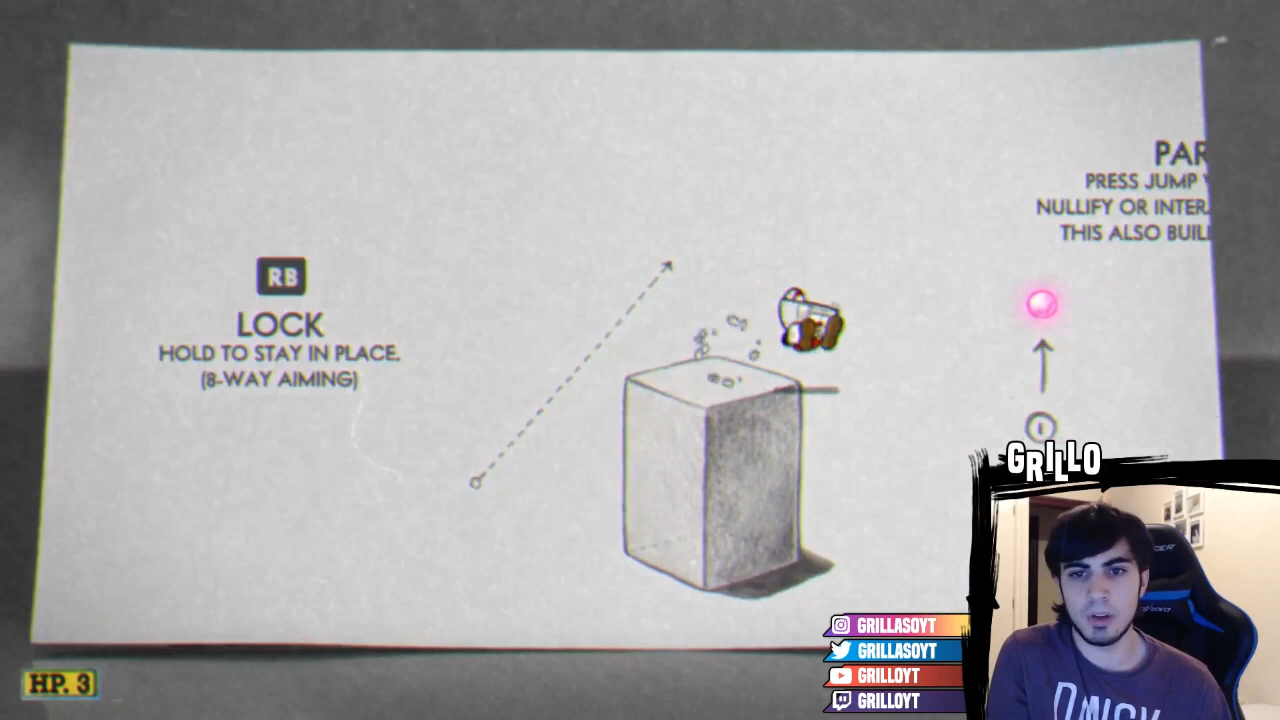 RB
LOCK
HOLD TO STAY IN PLACE.
(8-WAY AIMING)
PAR
PRESS JUMP
NULLIFY OR INTER
THIS ALSO BUIL
HP. 3
GRILLO
GRILLASOYT
GRILLASOYT
GRILLOYT
GRILLOYT